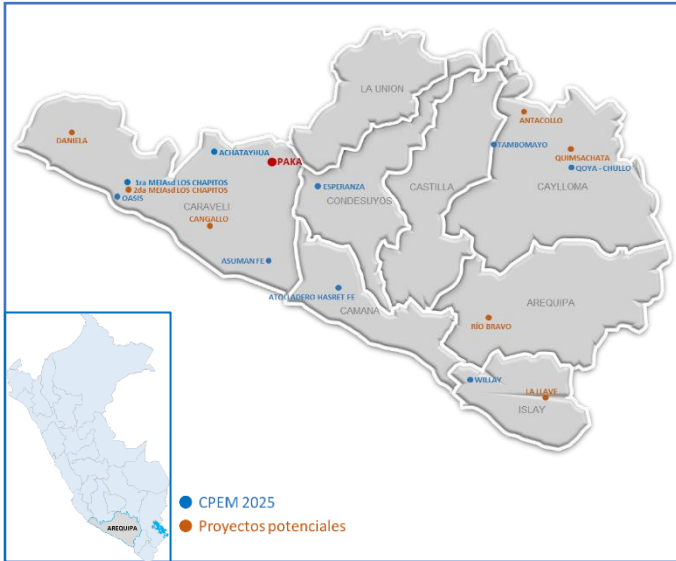 LA UNION
ANTACOLLO
DANIELA
ACHATAYHUA
TAMBOMAYO
QUIMSACHATA
PAKA
QOYA - CHULLO
1ra MEIAsd LOS CHAPITOS
2da MEIAsd LOS CHAPITOS
ESPERANZA
CASTILLA
CAYLLOMA
OASIS
CONDESUYOS
CARAVELI
CANGALLO
ASUMAN FE
ATOLLADERO HASRET FE
CAMANA
AREQUIPA
RÍO BRAVO
WILLAY
LA LLAVE
ISLAY
AREQUIPA
CPEM 2025
Proyectos potenciales